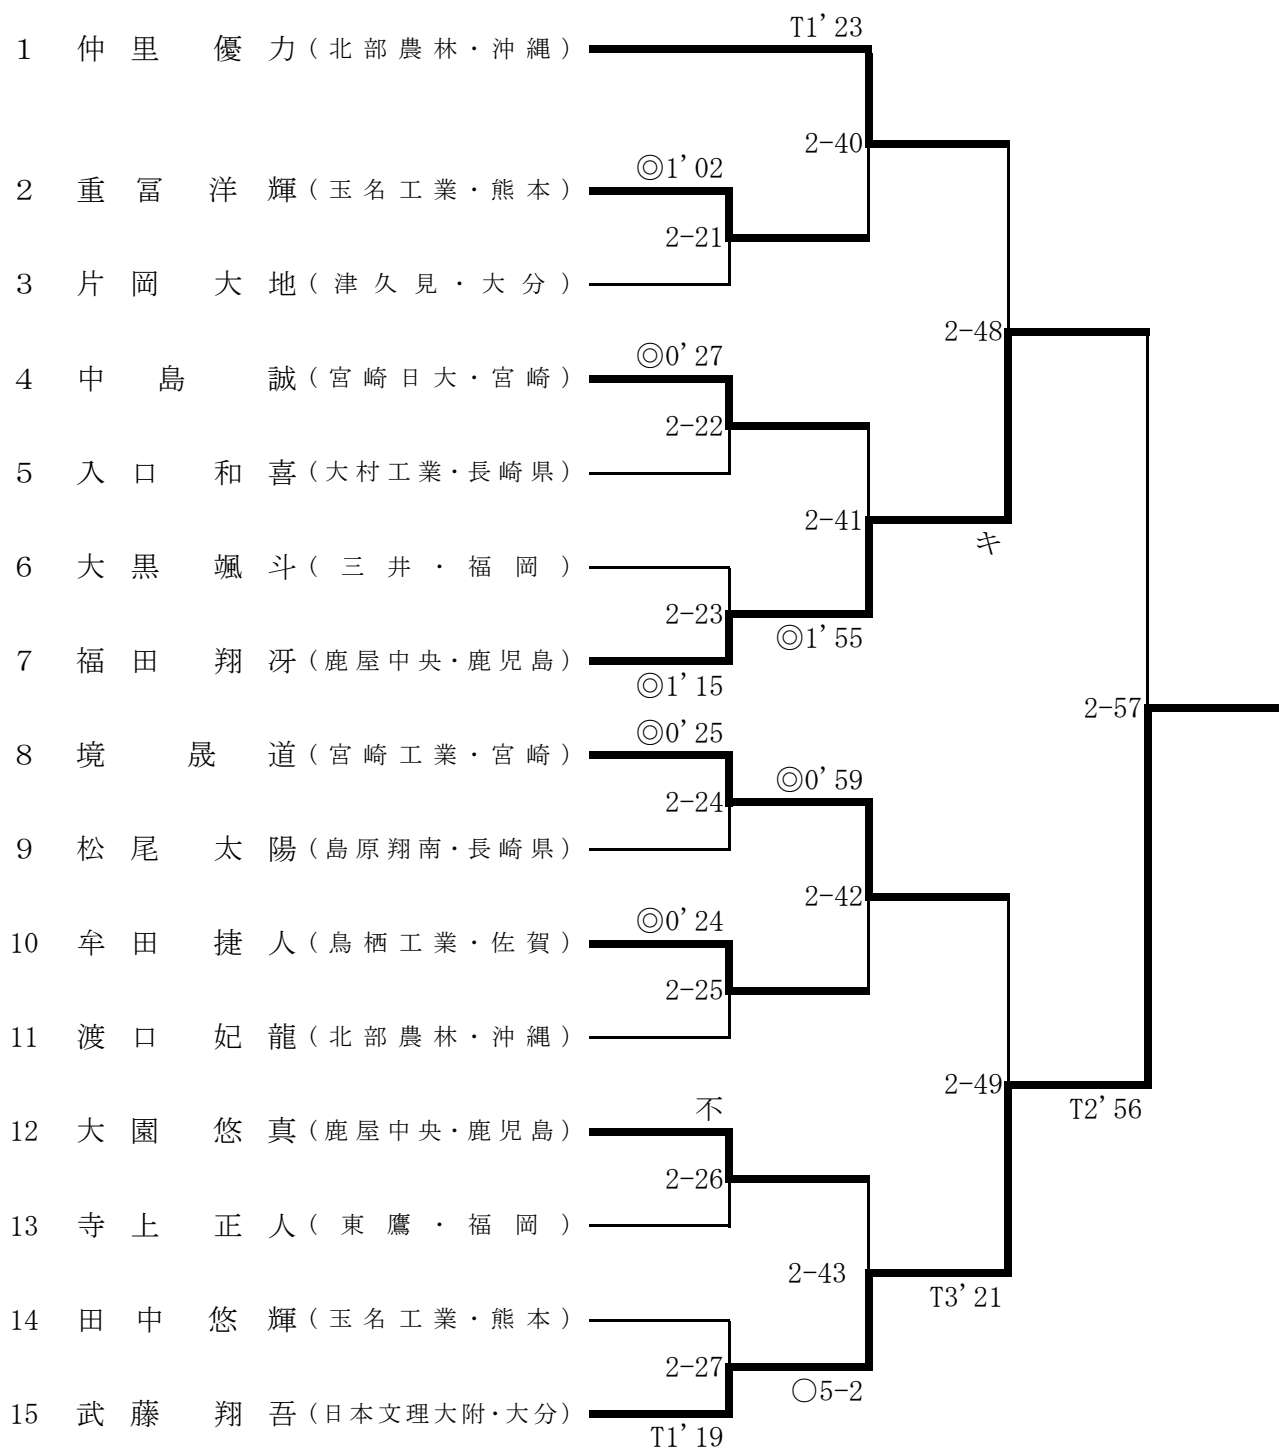 T1'23
1 仲里 優力(北部農林・沖縄)
2-40
◎1'02
2 重冨 洋輝(玉名工業・熊本)
2-21
3 片岡 大地(津久見・大分)
2-48
◎0'27
4 中島 誠(宮崎日大・宮崎)
2-22
5 入口 和喜(大村工業・長崎県)
2-41
キ
6 大黒 颯斗(三井・福岡)
2-23
◎1'55
7 福田 翔冴(鹿屋中央・鹿児島)
◎1'15
2-57
◎0'25
8 境 晟道(宮崎工業・宮崎)
◎0'59
2-24
9 松尾 太陽(島原翔南・長崎県)
2-42
◎0'24
10 牟田 捷人(鳥栖工業・佐賀)
2-25
11 渡口 妃龍(北部農林・沖縄)
2-49
T2'56
不
12 大園 悠真(鹿屋中央・鹿児島)
2-26
13 寺上 正人(東鷹・福岡)
2-43
T3'21
14 田中 悠輝(玉名工業・熊本)
2-27
○5-2
15 武藤 翔吾(日本文理大附・大分)
T1'19